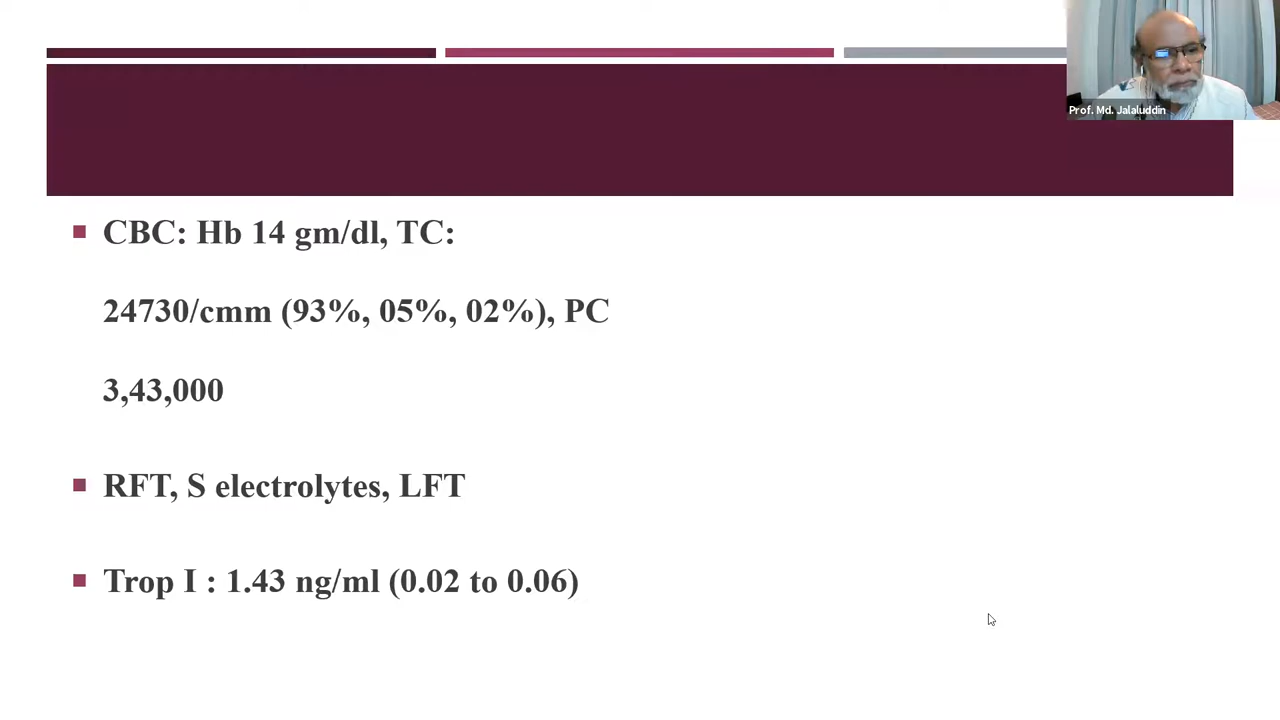 Prof. Md. Jalaluddin
CBC: Hb 14 gm/dl, TC:
24730/cmm (93%, 05%, 02%), PC
3,43,000
RFT, S electrolytes, LFT
Trop I : 1.43 ng/ml (0.02 to 0.06)